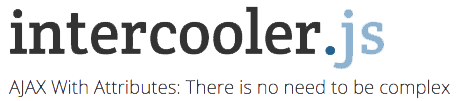 intercooler.js
AJAX With Attributes: There is no need to be complex